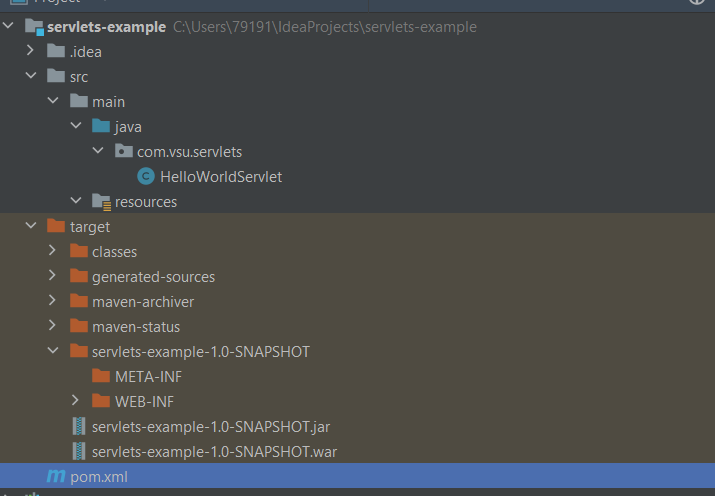 Project
servlets-example C:\Users\79191\IdeaProjects\servlets-example
.idea
src
main
java
com.vsu.servlets
HelloWorldServlet
resources
target
classes
generated-sources
maven-archiver
maven-status
servlets-example-1.0-SNAPSHOT
META-INF
WEB-INF
servlets-example-1.0-SNAPSHOT.jar
servlets-example-1.0-SNAPSHOT.war
pom.xml